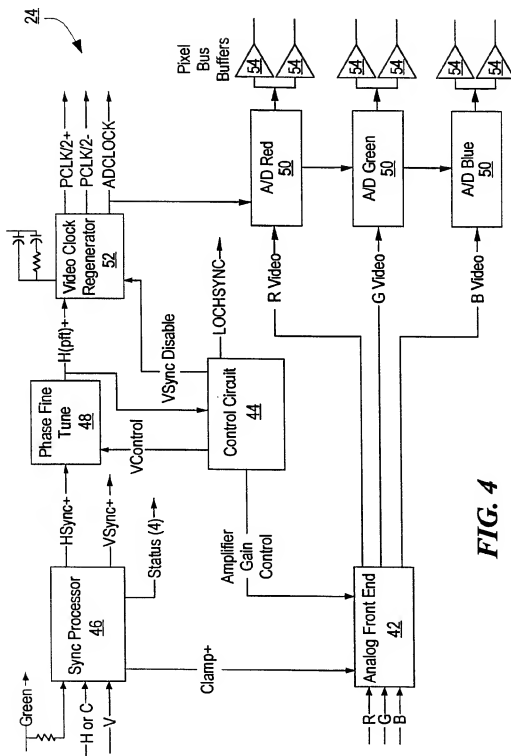 24
Green
H or C
V
Sync Processor
46
HSync+
VSync+
Status (4)
Clamp+
Phase Fine
Tune
48
H(pft)+
VControl
VSync Disable
Control Circuit
44
LOCHSYNC
Amplifier
Gain
Control
Video Clock
Regenerator
52
PCLK/2+
PCLK/2-
ADCLOCK
R
G
B
Analog Front End
42
R Video
G Video
B Video
A/D Red
50
A/D Green
50
A/D Blue
50
Pixel
Bus
Buffers
54
54
54
54
54
54
FIG. 4